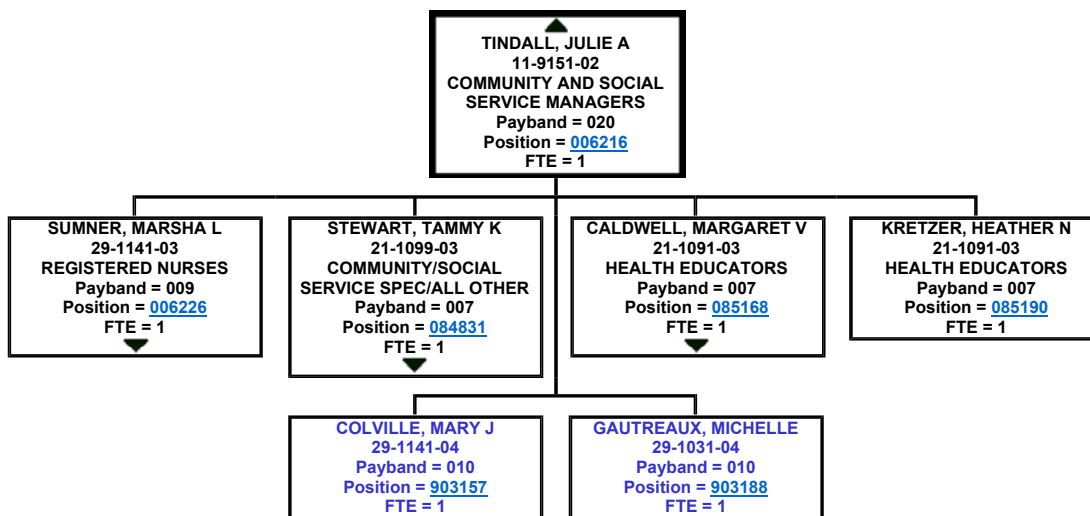 TINDALL, JULIE A
11-9151-02
COMMUNITY AND SOCIAL
SERVICE MANAGERS
Payband = 020
Position = 006216
FTE = 1
SUMNER, MARSHA L
29-1141-03
REGISTERED NURSES
Payband = 009
Position = 006226
FTE = 1
STEWART, TAMMY K
21-1099-03
COMMUNITY/SOCIAL
SERVICE SPEC/ALL OTHER
Payband = 007
Position = 084831
FTE = 1
CALDWELL, MARGARET V
21-1091-03
HEALTH EDUCATORS
Payband = 007
Position = 085168
FTE = 1
KRETZER, HEATHER N
21-1091-03
HEALTH EDUCATORS
Payband = 007
Position = 085190
FTE = 1
COLVILLE, MARY J
29-1141-04
Payband = 010
Position = 903157
FTE = 1
GAUTREAUX, MICHELLE
29-1031-04
Payband = 010
Position = 903188
FTE = 1